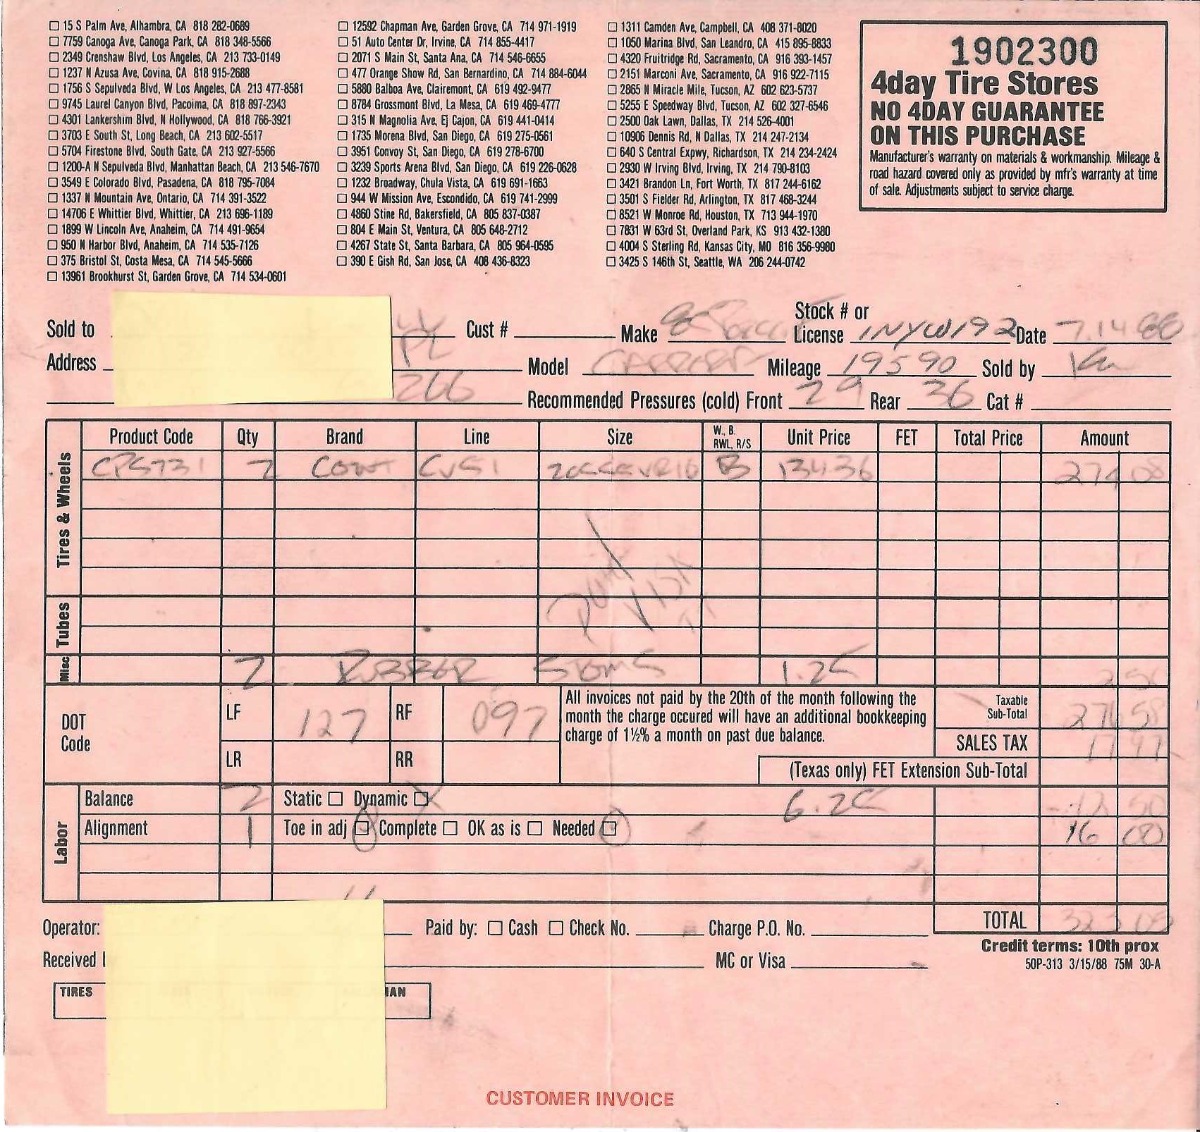 15 S Palm Ave, Alhambra, CA 818 282-0689
7759 Canoga Ave, Canoga Park, CA 818 348-5566
2349 Crenshaw Blvd, Los Angeles, CA 213 733-0149
1237 N Azusa Ave, Covina, CA 818 915-2688
1756 S Sepulveda Blvd, W Los Angeles, CA 213 477-8581
9745 Laurel Canyon Blvd, Pacoima, CA 818 897-2343
4301 Lankershim Blvd, N Hollywood, CA 818 766-3921
3703 E South St, Long Beach, CA 213 602-5517
5704 Firestone Blvd, South Gate, CA 213 927-5566
1200-A N Sepulveda Blvd, Manhattan Beach, CA 213 546-7670
3549 E Colorado Blvd, Pasadena, CA 818 795-7084
1337 N Mountain Ave, Ontario, CA 714 391-3522
14706 E Whittier Blvd, Whittier, CA 213 696-1189
1899 W Lincoln Ave, Anaheim, CA 714 491-9654
950 N Harbor Blvd, Anaheim, CA 714 535-7126
375 Bristol St, Costa Mesa, CA 714 545-5666
13961 Brookhurst St, Garden Grove, CA 714 534-0601
12592 Chapman Ave, Garden Grove, CA 714 971-1919
51 Auto Center Dr, Irvine, CA 714 855-4417
2071 S Main St, Santa Ana, CA 714 546-6655
477 Orange Show Rd, San Bernardino, CA 714 884-6044
5880 Balboa Ave, Clairemont, CA 619 492-9477
8784 Grossmont Blvd, La Mesa, CA 619 469-4777
315 N Magnolia Ave, Ej Cajon, CA 619 441-0414
1735 Morena Blvd, San Diego, CA 619 275-0561
3951 Convoy St, San Diego, CA 619 278-6700
3239 Sports Arena Blvd, San Diego, CA 619 226-0628
1232 Broadway, Chula Vista, CA 619 691-1663
944 W Mission Ave, Escondido, CA 619 741-2999
4860 Stine Rd, Bakersfield, CA 805 837-0387
804 E Main St, Ventura, CA 805 648-2712
4267 State St, Santa Barbara, CA 805 964-0595
390 E Gish Rd, San Jose, CA 408 436-8323
1311 Camden Ave, Campbell, CA 408 371-8020
1050 Marina Blvd, San Leandro, CA 415 895-8833
4320 Fruitridge Rd, Sacramento, CA 916 393-1457
2151 Marconi Ave, Sacramento, CA 916 922-7115
2865 N Miracle Mile, Tucson, AZ 602 623-5737
5255 E Speedway Blvd, Tucson, AZ 602 327-6546
2500 Oak Lawn, Dallas, TX 214 526-4001
10906 Dennis Rd, N Dallas, TX 214 247-2134
640 S Central Expwy, Richardson, TX 214 234-2424
2930 W Irving Blvd, Irving, TX 214 790-8103
3421 Brandon Ln, Fort Worth, TX 817 244-6162
3501 S Fielder Rd, Arlington, TX 817 468-3244
8521 W Monroe Rd, Houston, TX 713 944-1970
7831 W 63rd St, Overland Park, KS 913 432-1380
4004 S Sterling Rd, Kansas City, MO 816 356-9980
3425 S 146th St, Seattle, WA 206 244-0742
1902300
4day Tire Stores
NO 4DAY GUARANTEE
ON THIS PURCHASE
Manufacturer's warranty on materials & workmanship. Mileage &
road hazard covered only as provided by mfr's warranty at time
of sale. Adjustments subject to service charge.
Stock # or
Sold to Cust # Make License 1NYW192 Date 7.14 88
Address PL Model CARRERA Mileage 19590 Sold by
266 Recommended Pressures (cold) Front 29 Rear 36 Cat #
Product Code Qty Brand Line Size W., B. RWL, R/S Unit Price FET Total Price Amount
Tires & Wheels
CPS731 2 CONT CV51 B 274 08
Tubes
Misc 2 RUBBER STEMS 1.25 2 50
DOT Code LF 127 RF 097
LR RR
All invoices not paid by the 20th of the month following the
month the charge occured will have an additional bookkeeping
charge of 1½% a month on past due balance.
Taxable Sub-Total 276 58
SALES TAX
(Texas only) FET Extension Sub-Total
Labor
Balance 2 Static Dynamic X 6.25 12 50
Alignment 1 Toe in adj Complete OK as is Needed 16 00
TOTAL
Operator: Paid by: Cash Check No. Charge P.O. No.
Credit terms: 10th prox
Received MC or Visa
50P-313 3/15/88 75M 30-A
TIRES
CUSTOMER INVOICE